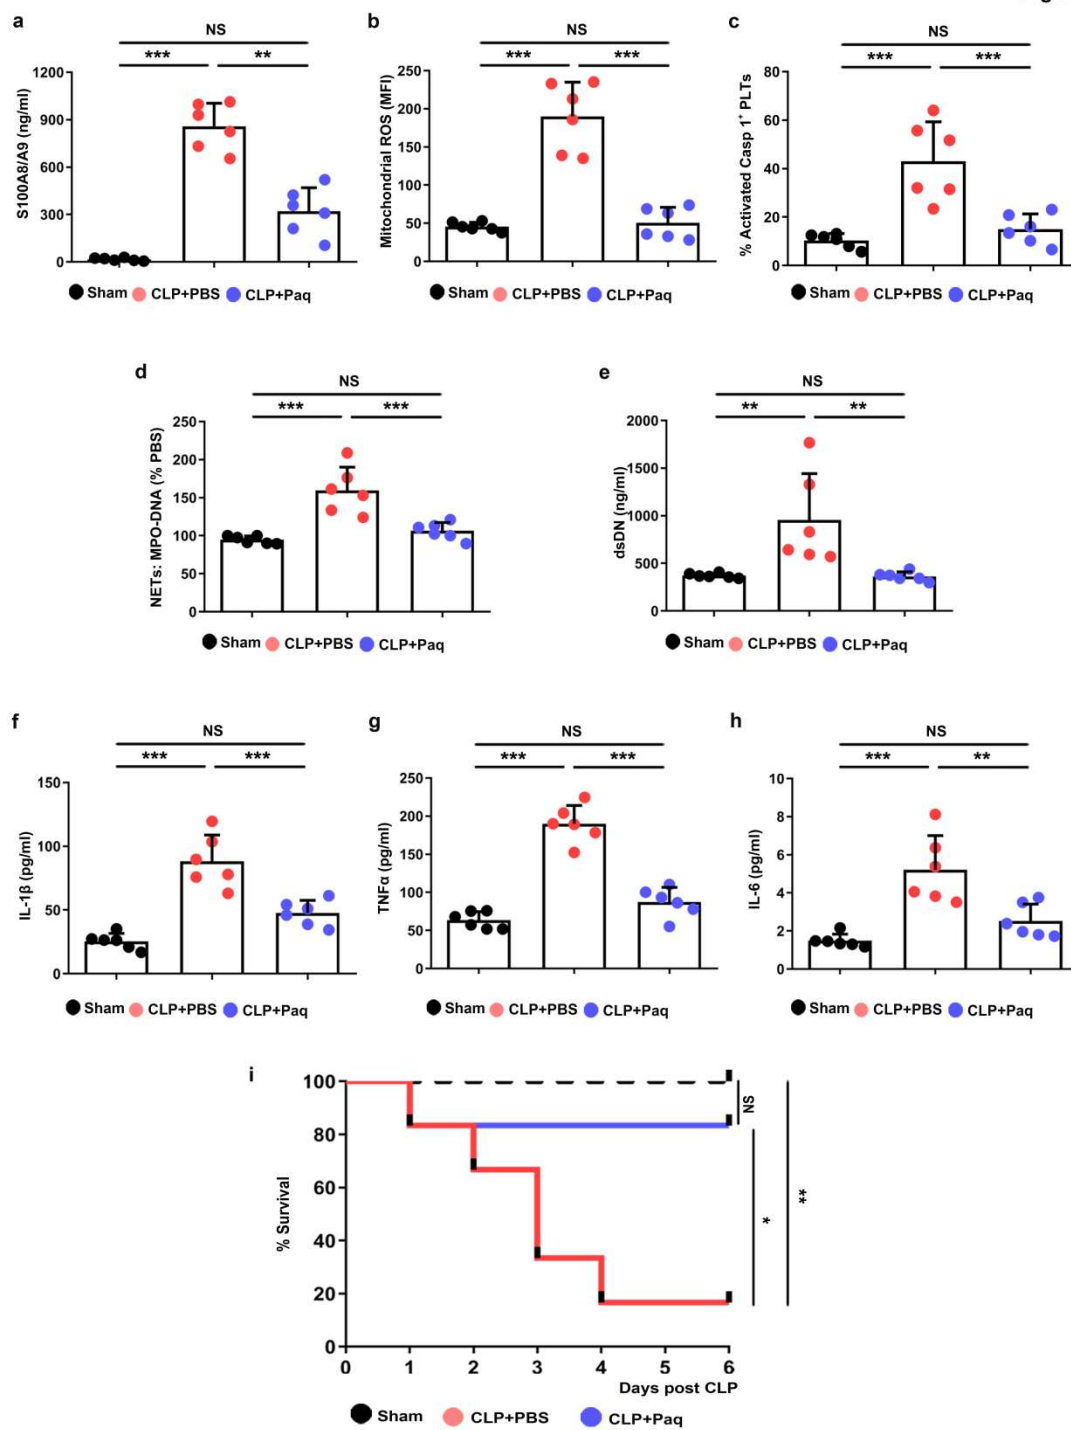 a
b
c
NS
*** **
1200
900
600
300
0
S100A8/A9 (ng/ml)
Sham CLP+PBS CLP+Paq
NS
*** ***
250
200
150
100
50
0
Mitochondrial ROS (MFI)
Sham CLP+PBS CLP+Paq
NS
*** ***
80
60
40
20
0
% Activated Casp 1⁺ PLTs
Sham CLP+PBS CLP+Paq
d
NS
*** ***
250
200
150
100
50
0
NETs: MPO-DNA (% PBS)
Sham CLP+PBS CLP+Paq
e
NS
** **
2000
1500
1000
500
0
dsDN (ng/ml)
Sham CLP+PBS CLP+Paq
f
NS
*** ***
150
100
50
0
IL-1β (pg/ml)
Sham CLP+PBS CLP+Paq
g
NS
*** ***
250
200
150
100
50
0
TNFα (pg/ml)
Sham CLP+PBS CLP+Paq
h
NS
*** **
10
8
6
4
2
0
IL-6 (pg/ml)
Sham CLP+PBS CLP+Paq
i
100
80
60
40
20
0
% Survival
NS
*
**
0 1 2 3 4 5 6
Days post CLP
Sham CLP+PBS CLP+Paq